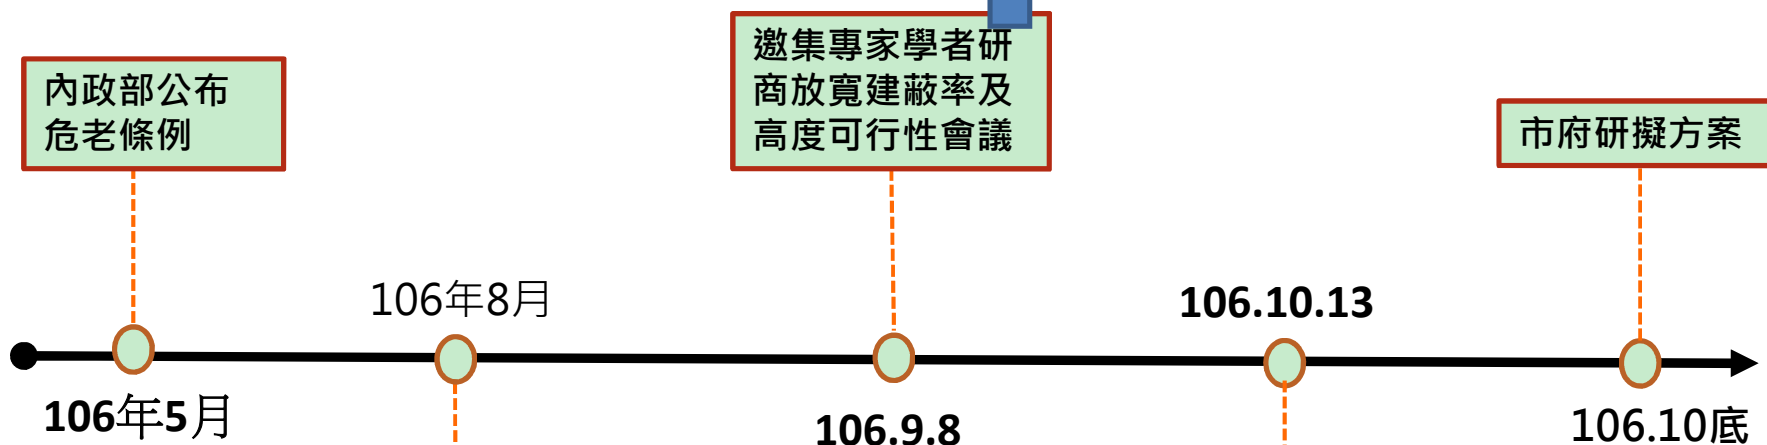 內政部公布
危老條例
邀集專家學者研
商放寬建蔽率及
高度可行性會議
市府研擬方案
106年8月
106.10.13
106年5月
106.9.8
106.10底